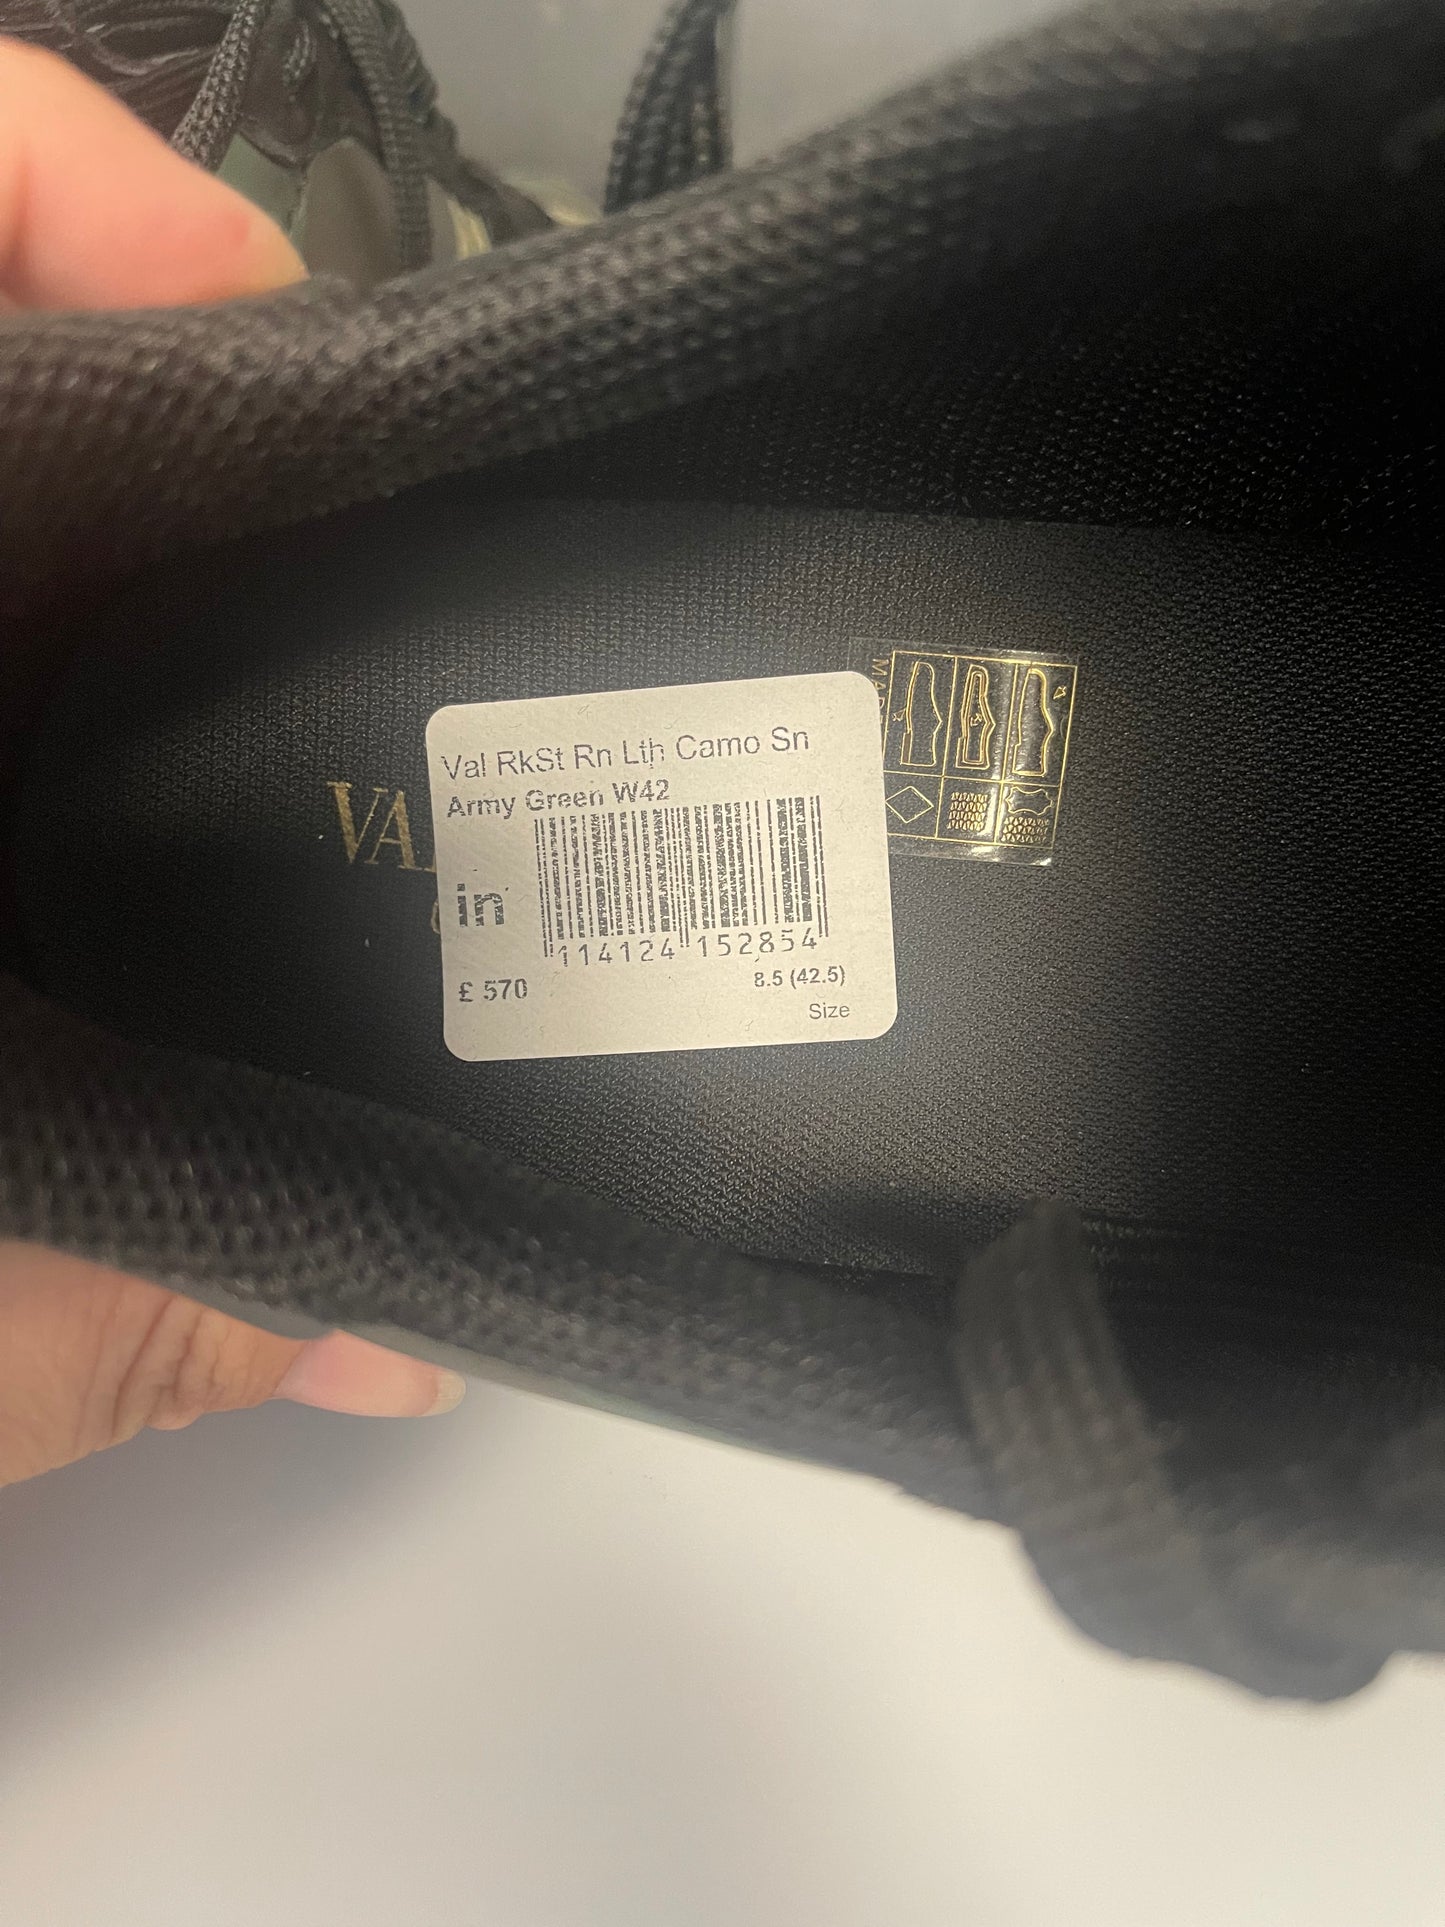 Val RkSt Rn Lth Camo Sn
Army Green W42
in
114124 152854
£ 570
8.5 (42.5)
Size